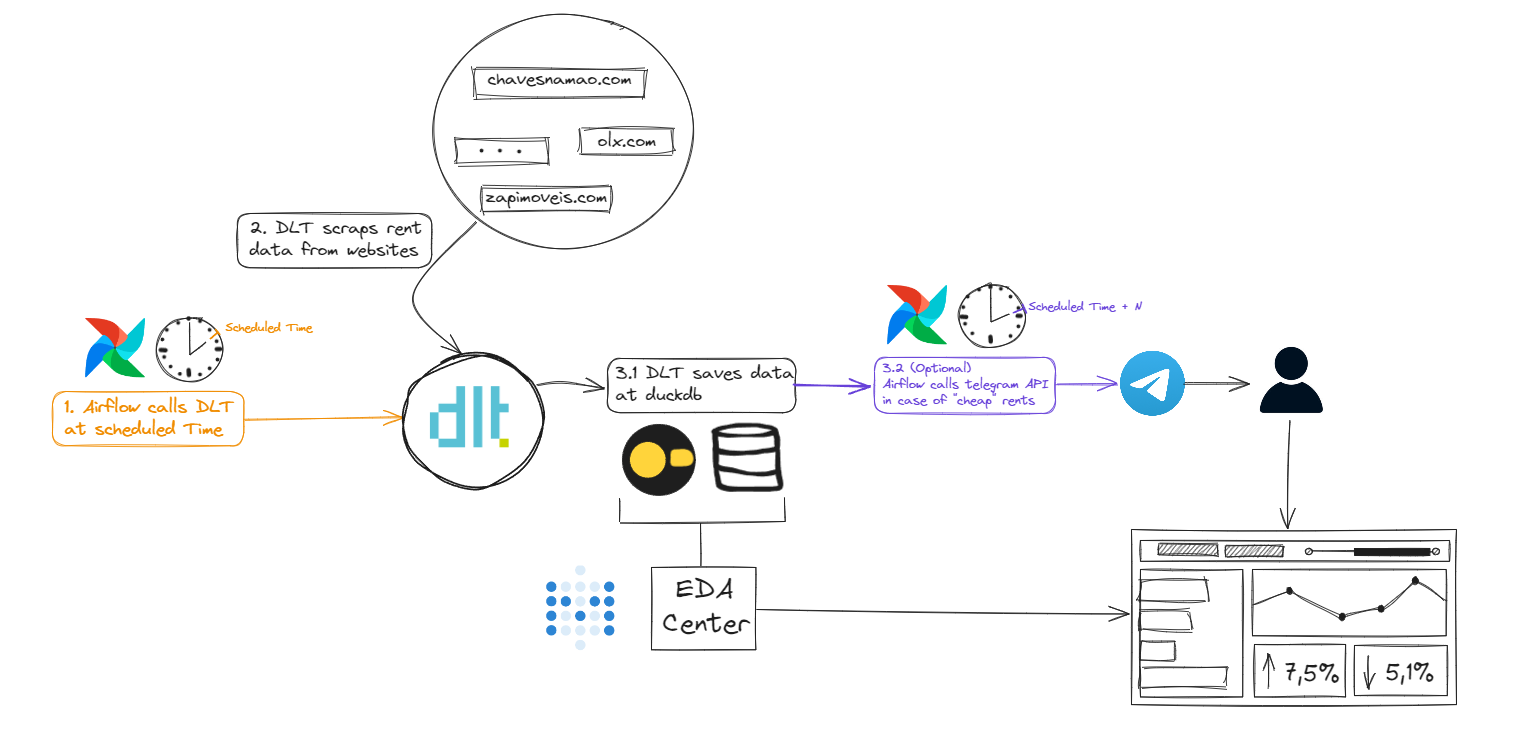 chavesnamao.com
olx.com
. . .
zapimoveis.com
2. DLT scraps rent
data from websites
Scheduled Time
1. Airflow calls DLT
at scheduled Time
dlt
3.1 DLT saves data
at duckdb
Scheduled Time + N
3.2 (Optional)
Airflow calls telegram API
in case of "cheap" rents
EDA
Center
7,5%
5,1%